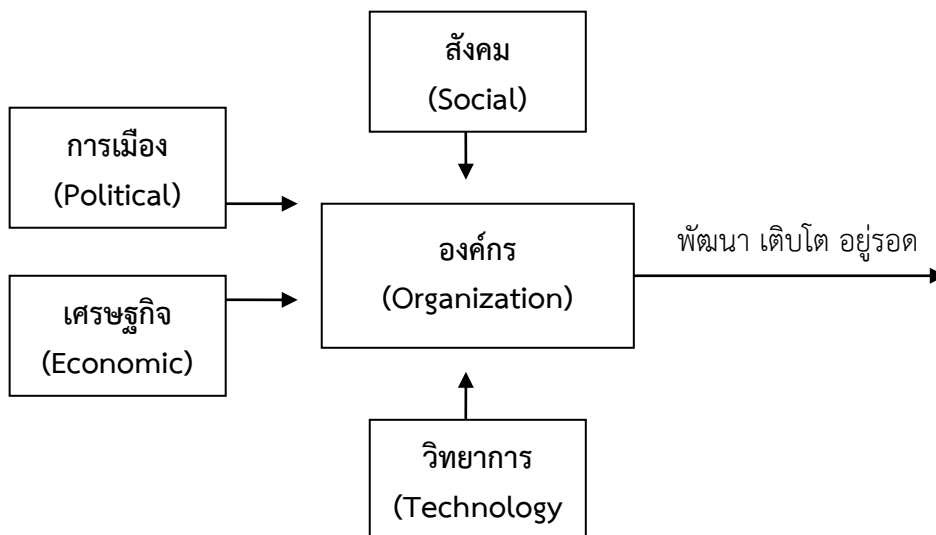 สังคม
(Social)
การเมือง
(Political)
องค์กร
(Organization)
พัฒนา เติบโต อยู่รอด
เศรษฐกิจ
(Economic)
วิทยาการ
(Technology